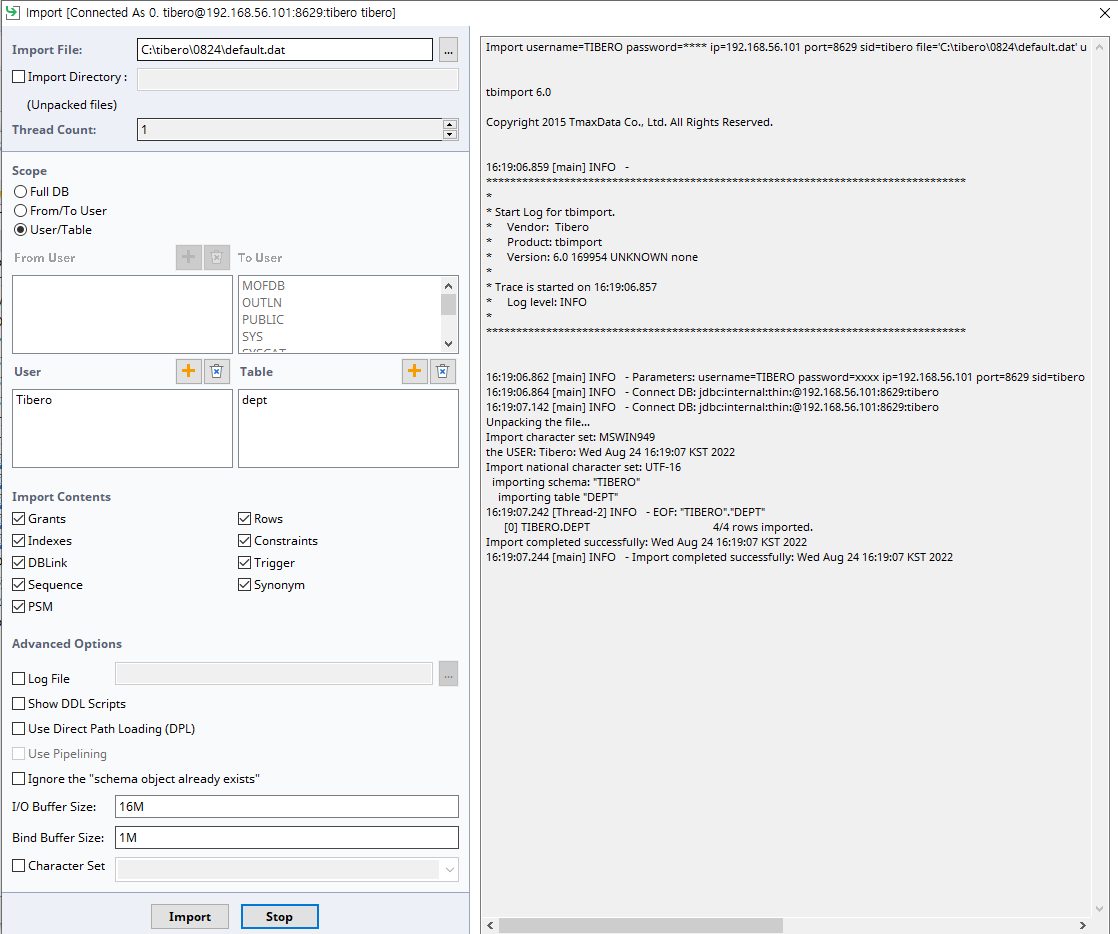 Import [Connected As 0. tibero@192.168.56.101:8629:tibero tibero]
Import File:
C:\tibero\0824\default.dat
...
Import Directory :
(Unpacked files)
Thread Count:
1
Scope
Full DB
From/To User
User/Table
From User
To User
MOFDB
OUTLN
PUBLIC
SYS
SYSCAT
User
Table
Tibero
dept
Import Contents
Grants
Rows
Indexes
Constraints
DBLink
Trigger
Sequence
Synonym
PSM
Advanced Options
Log File
...
Show DDL Scripts
Use Direct Path Loading (DPL)
Use Pipelining
Ignore the "schema object already exists"
I/O Buffer Size:
16M
Bind Buffer Size:
1M
Character Set
Import
Stop
Import username=TIBERO password=**** ip=192.168.56.101 port=8629 sid=tibero file='C:\tibero\0824\default.dat' u
tbimport 6.0
Copyright 2015 TmaxData Co., Ltd. All Rights Reserved.
16:19:06.859 [main] INFO   -
********************************************************************************
*
* Start Log for tbimport.
*     Vendor:  Tibero
*     Product: tbimport
*     Version: 6.0 169954 UNKNOWN none
*
* Trace is started on 16:19:06.857
*     Log level: INFO
*
********************************************************************************
16:19:06.862 [main] INFO   - Parameters: username=TIBERO password=xxxx ip=192.168.56.101 port=8629 sid=tibero
16:19:06.864 [main] INFO   - Connect DB: jdbc:internal:thin:@192.168.56.101:8629:tibero
16:19:07.142 [main] INFO   - Connect DB: jdbc:internal:thin:@192.168.56.101:8629:tibero
Unpacking the file...
Import character set: MSWIN949
the USER: Tibero: Wed Aug 24 16:19:07 KST 2022
Import national character set: UTF-16
importing schema: "TIBERO"
importing table "DEPT"
16:19:07.242 [Thread-2] INFO   - EOF: "TIBERO"."DEPT"
[0] TIBERO.DEPT 4/4 rows imported.
Import completed successfully: Wed Aug 24 16:19:07 KST 2022
16:19:07.244 [main] INFO   - Import completed successfully: Wed Aug 24 16:19:07 KST 2022